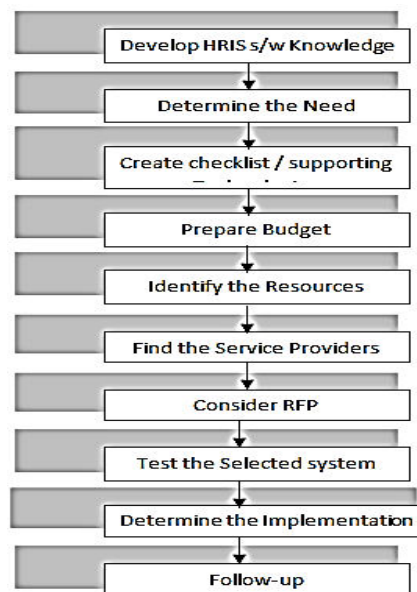 Develop HRIS s/w Knowledge
Determine the Need
Create checklist / supporting
Prepare Budget
Identify the Resources
Find the Service Providers
Consider RFP
Test the Selected system
Determine the Implementation
Follow-up